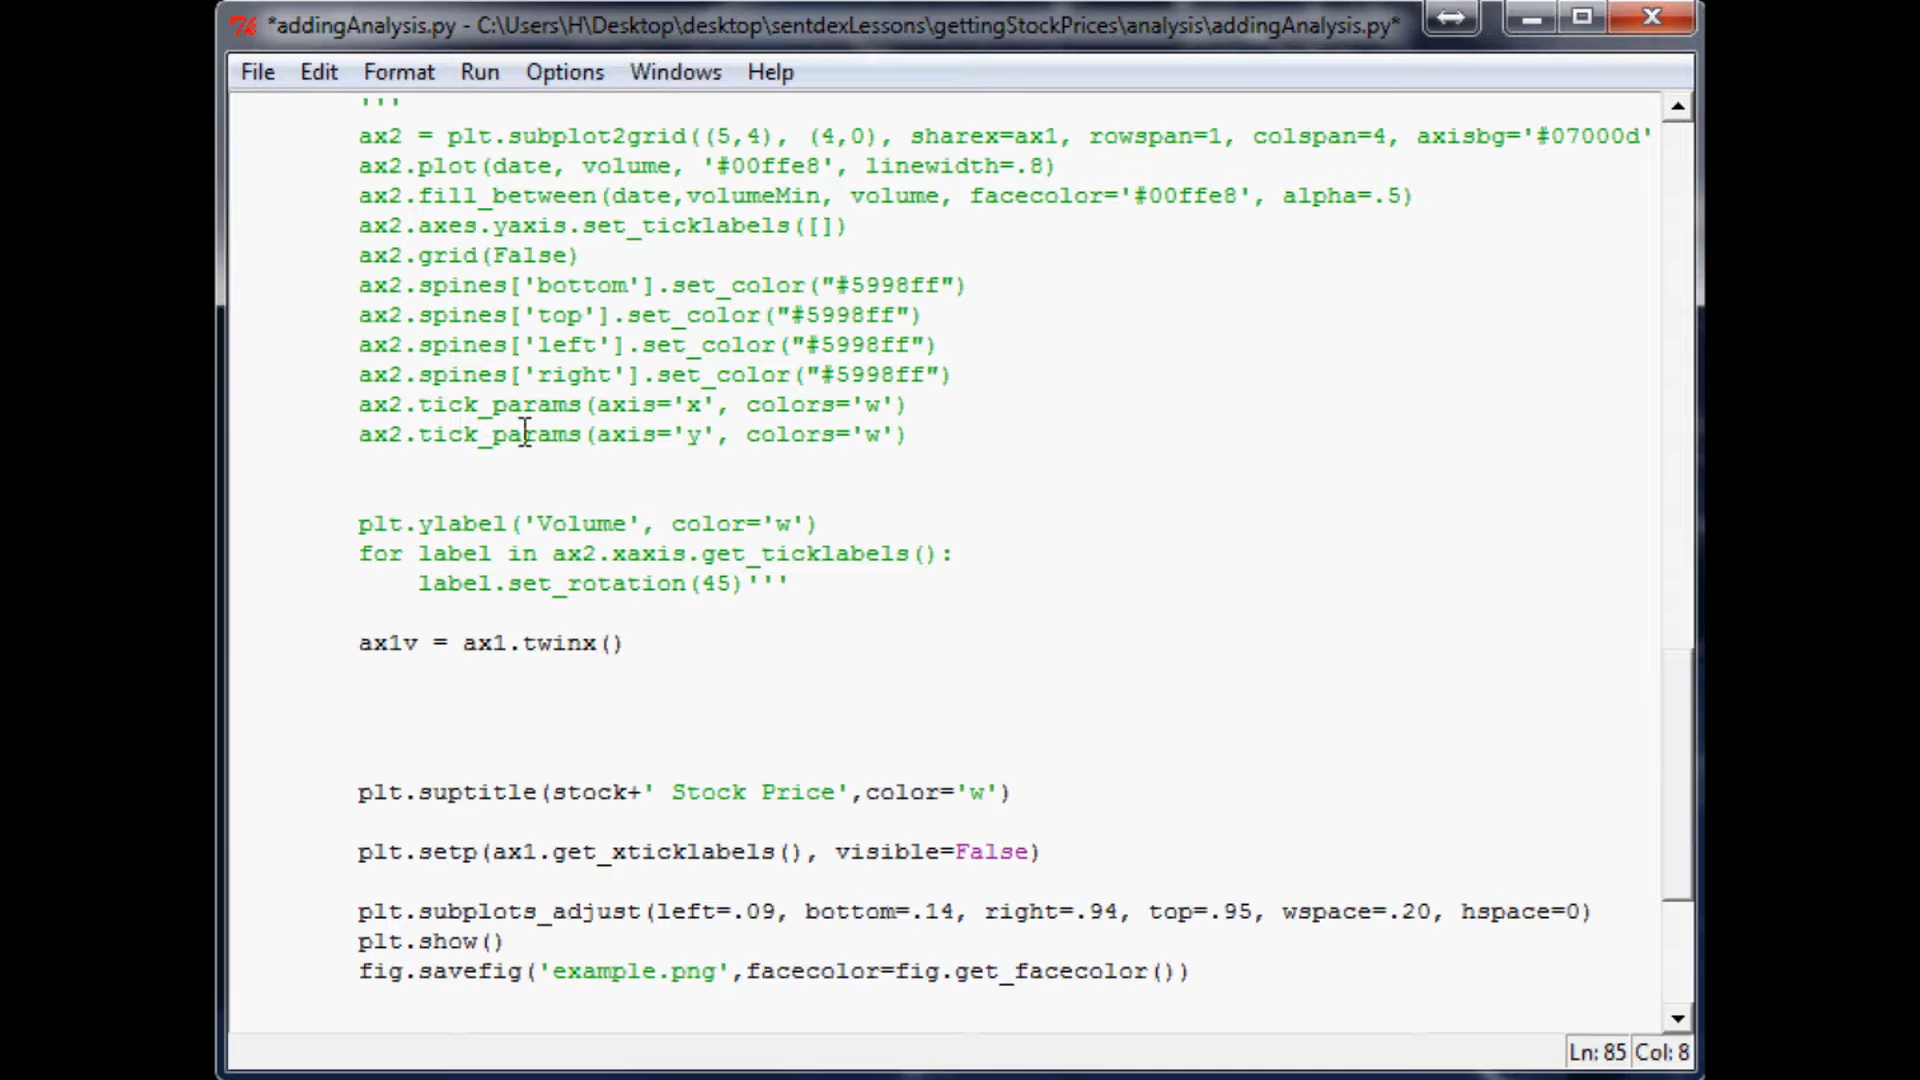 *addingAnalysis.py - C:\Users\H\Desktop\desktop\sentdexLessons\gettingStockPrices\analysis\addingAnalysis.py*
File Edit Format Run Options Windows Help
'''
ax2 = plt.subplot2grid((5,4), (4,0), sharex=ax1, rowspan=1, colspan=4, axisbg='#07000d'
ax2.plot(date, volume, '#00ffe8', linewidth=.8)
ax2.fill_between(date,volumeMin, volume, facecolor='#00ffe8', alpha=.5)
ax2.axes.yaxis.set_ticklabels([])
ax2.grid(False)
ax2.spines['bottom'].set_color("#5998ff")
ax2.spines['top'].set_color("#5998ff")
ax2.spines['left'].set_color("#5998ff")
ax2.spines['right'].set_color("#5998ff")
ax2.tick_params(axis='x', colors='w')
ax2.tick_params(axis='y', colors='w')
plt.ylabel('Volume', color='w')
for label in ax2.xaxis.get_ticklabels():
    label.set_rotation(45)'''
ax1v = ax1.twinx()
plt.suptitle(stock+' Stock Price',color='w')
plt.setp(ax1.get_xticklabels(), visible=False)
plt.subplots_adjust(left=.09, bottom=.14, right=.94, top=.95, wspace=.20, hspace=0)
plt.show()
fig.savefig('example.png',facecolor=fig.get_facecolor())
Ln: 85 Col: 8